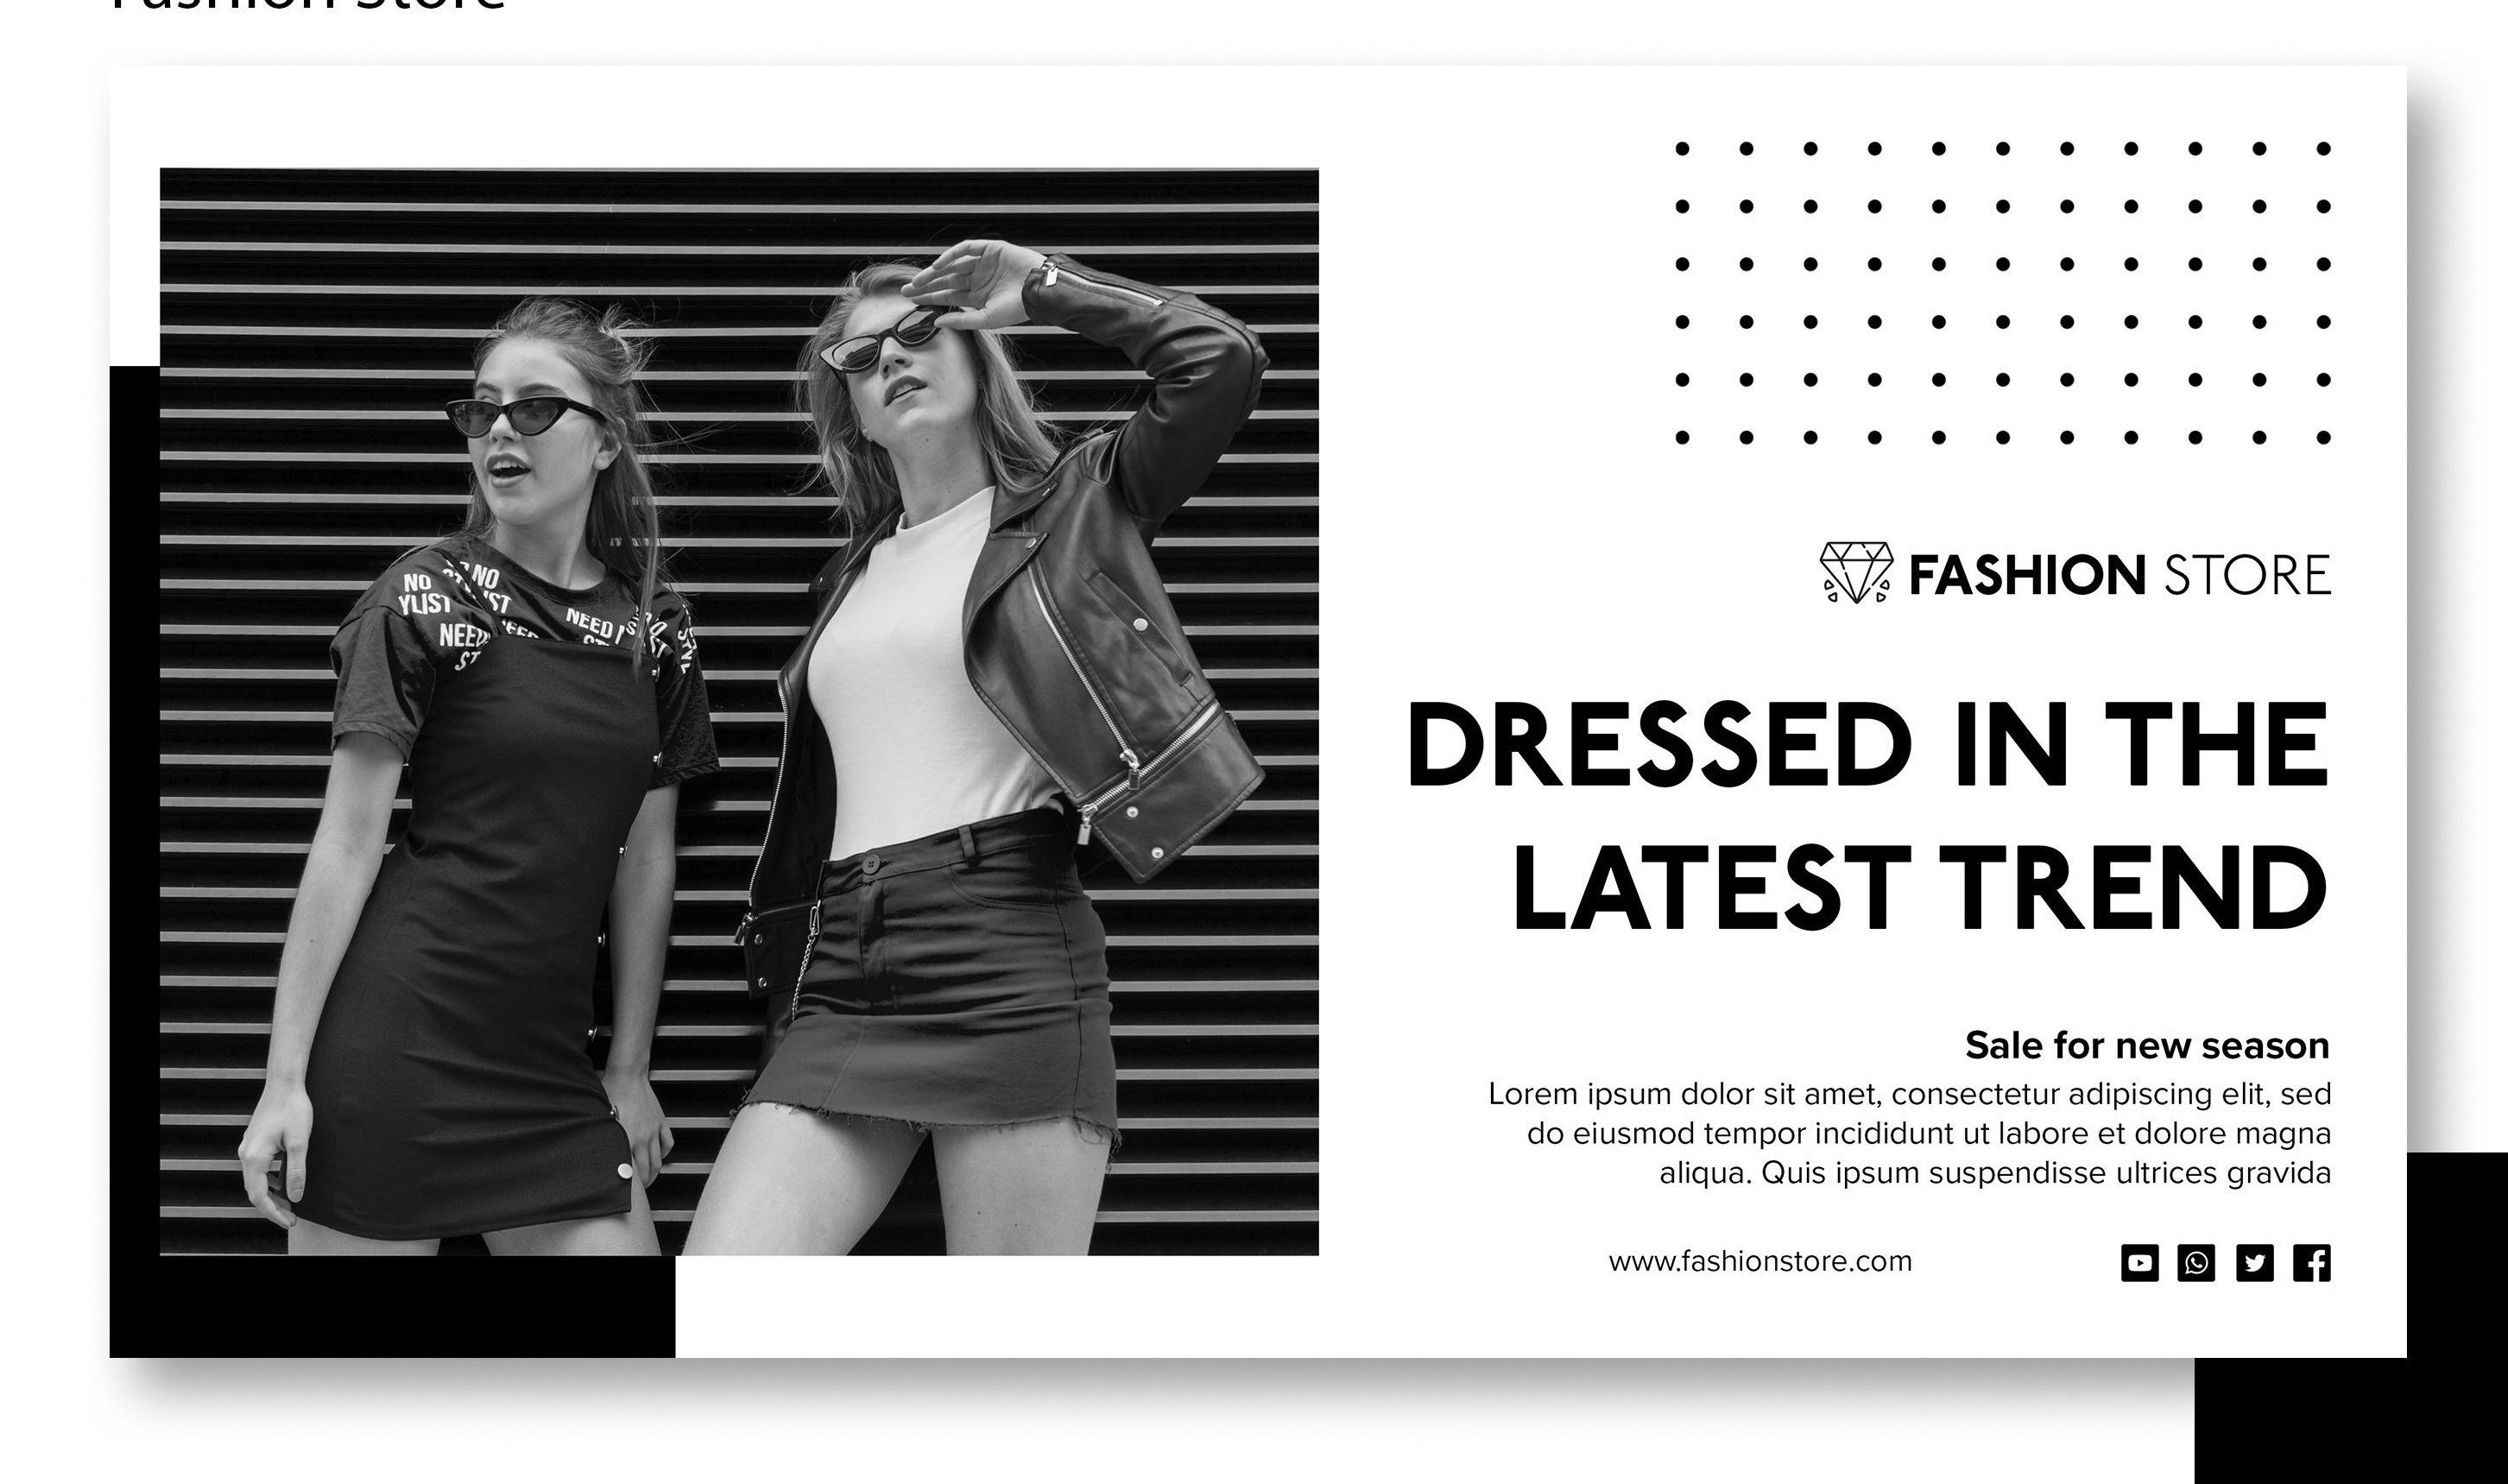 Fashion Store
NO NO
YLIST
NEED
ST
NEED
FASHION STORE
DRESSED IN THE
LATEST TREND
Sale for new season
Lorem ipsum dolor sit amet, consectetur adipiscing elit, sed
do eiusmod tempor incididunt ut labore et dolore magna
aliqua. Quis ipsum suspendisse ultrices gravida
www.fashionstore.com